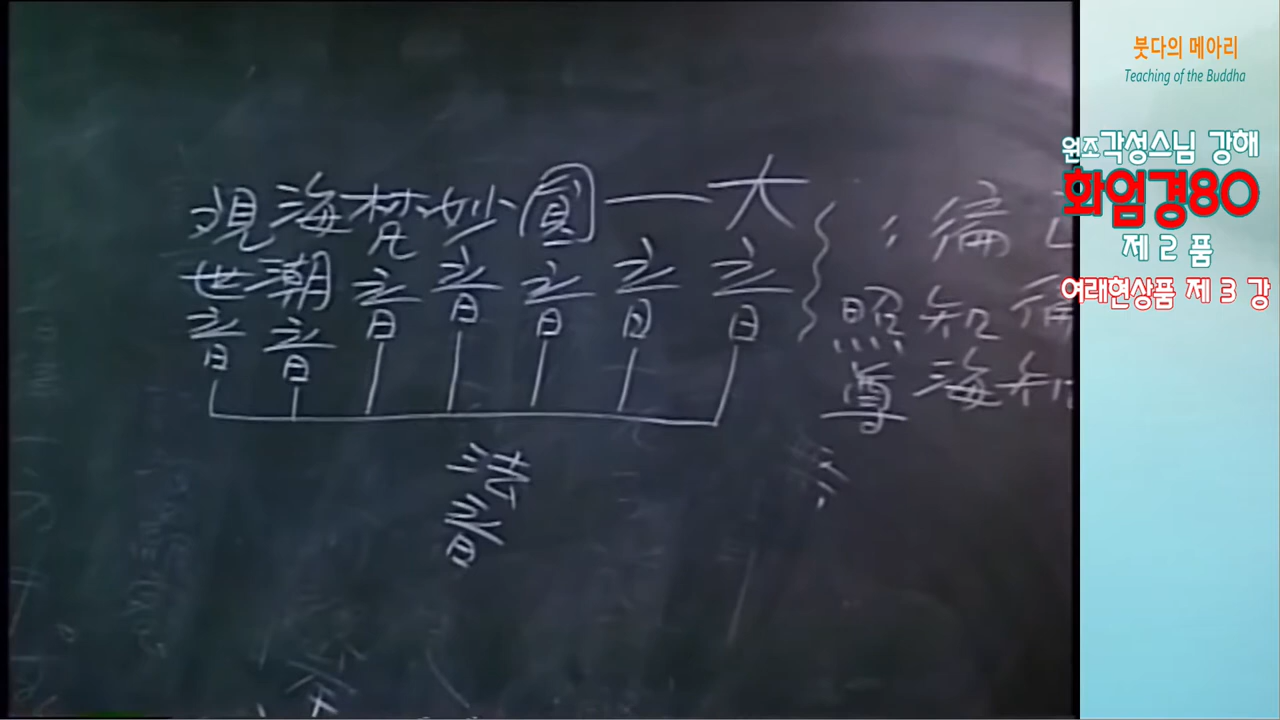 徧知海
照尊
大音
一音
圓音
妙音
梵音
海潮音
覌世音
法音
붓다의 메아리
Teaching of the Buddha
원조각성스님 강해
화엄경80
제 2 품
여래현상품 제 3 강